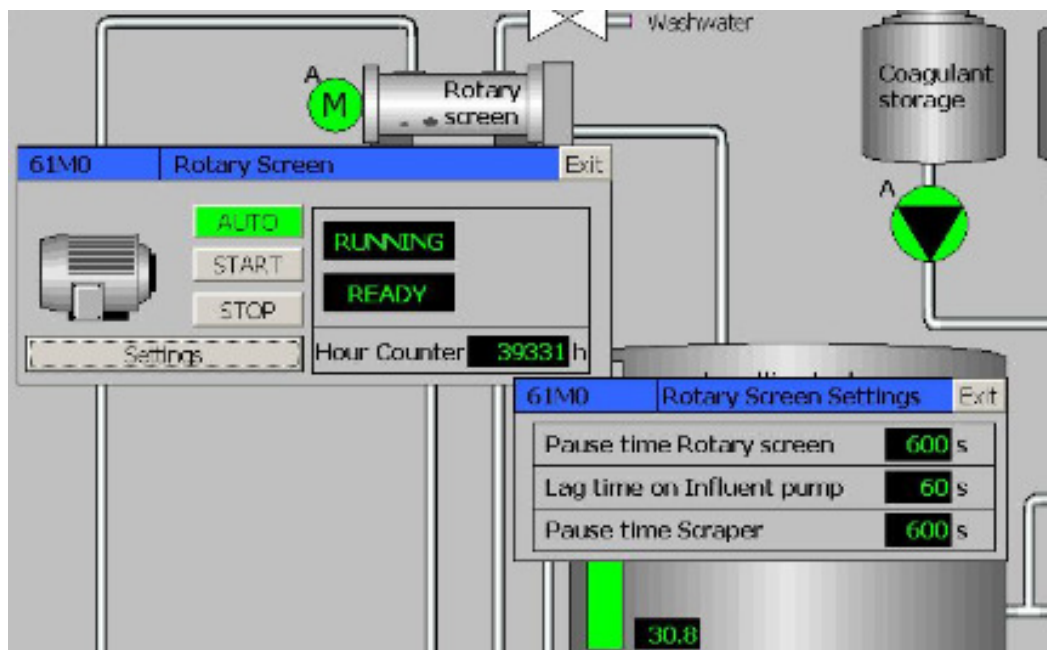 Washwater
Coagulant
storage
A
M
Rotary
screen
61M0 Rotary Screen Exit
A
AUTO
RUNNING
START
READY
STOP
Settings
Hour Counter 39331 h
61M0 Rotary Screen Settings Exit
Pause time Rotary screen 600 s
Lag time on Influent pump 60 s
Pause time Scraper 600 s
30.8